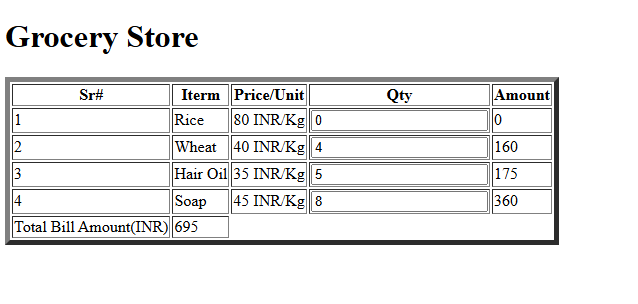 Grocery Store
Sr# Iterm Price/Unit Qty Amount
1 Rice 80 INR/Kg 0 0
2 Wheat 40 INR/Kg 4 160
3 Hair Oil 35 INR/Kg 5 175
4 Soap 45 INR/Kg 8 360
Total Bill Amount(INR) 695